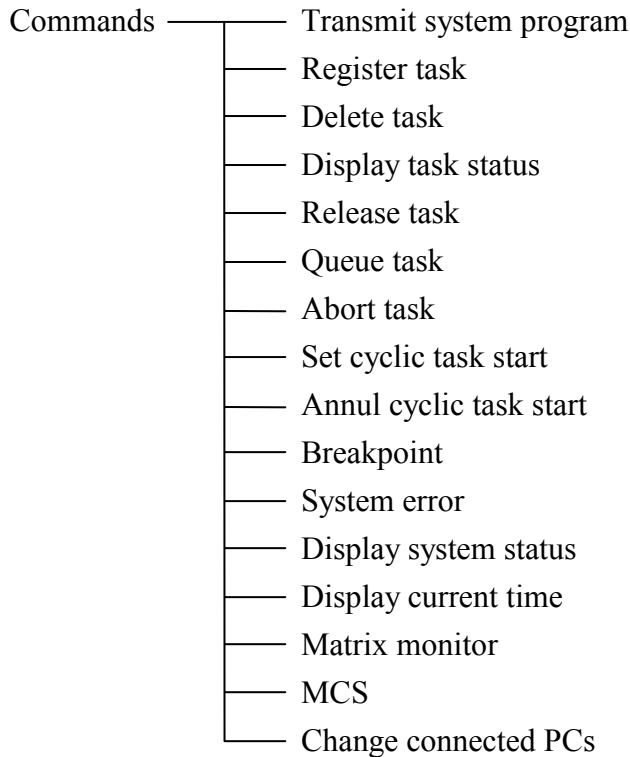 Commands Transmit system program
Register task
Delete task
Display task status
Release task
Queue task
Abort task
Set cyclic task start
Annul cyclic task start
Breakpoint
System error
Display system status
Display current time
Matrix monitor
MCS
Change connected PCs